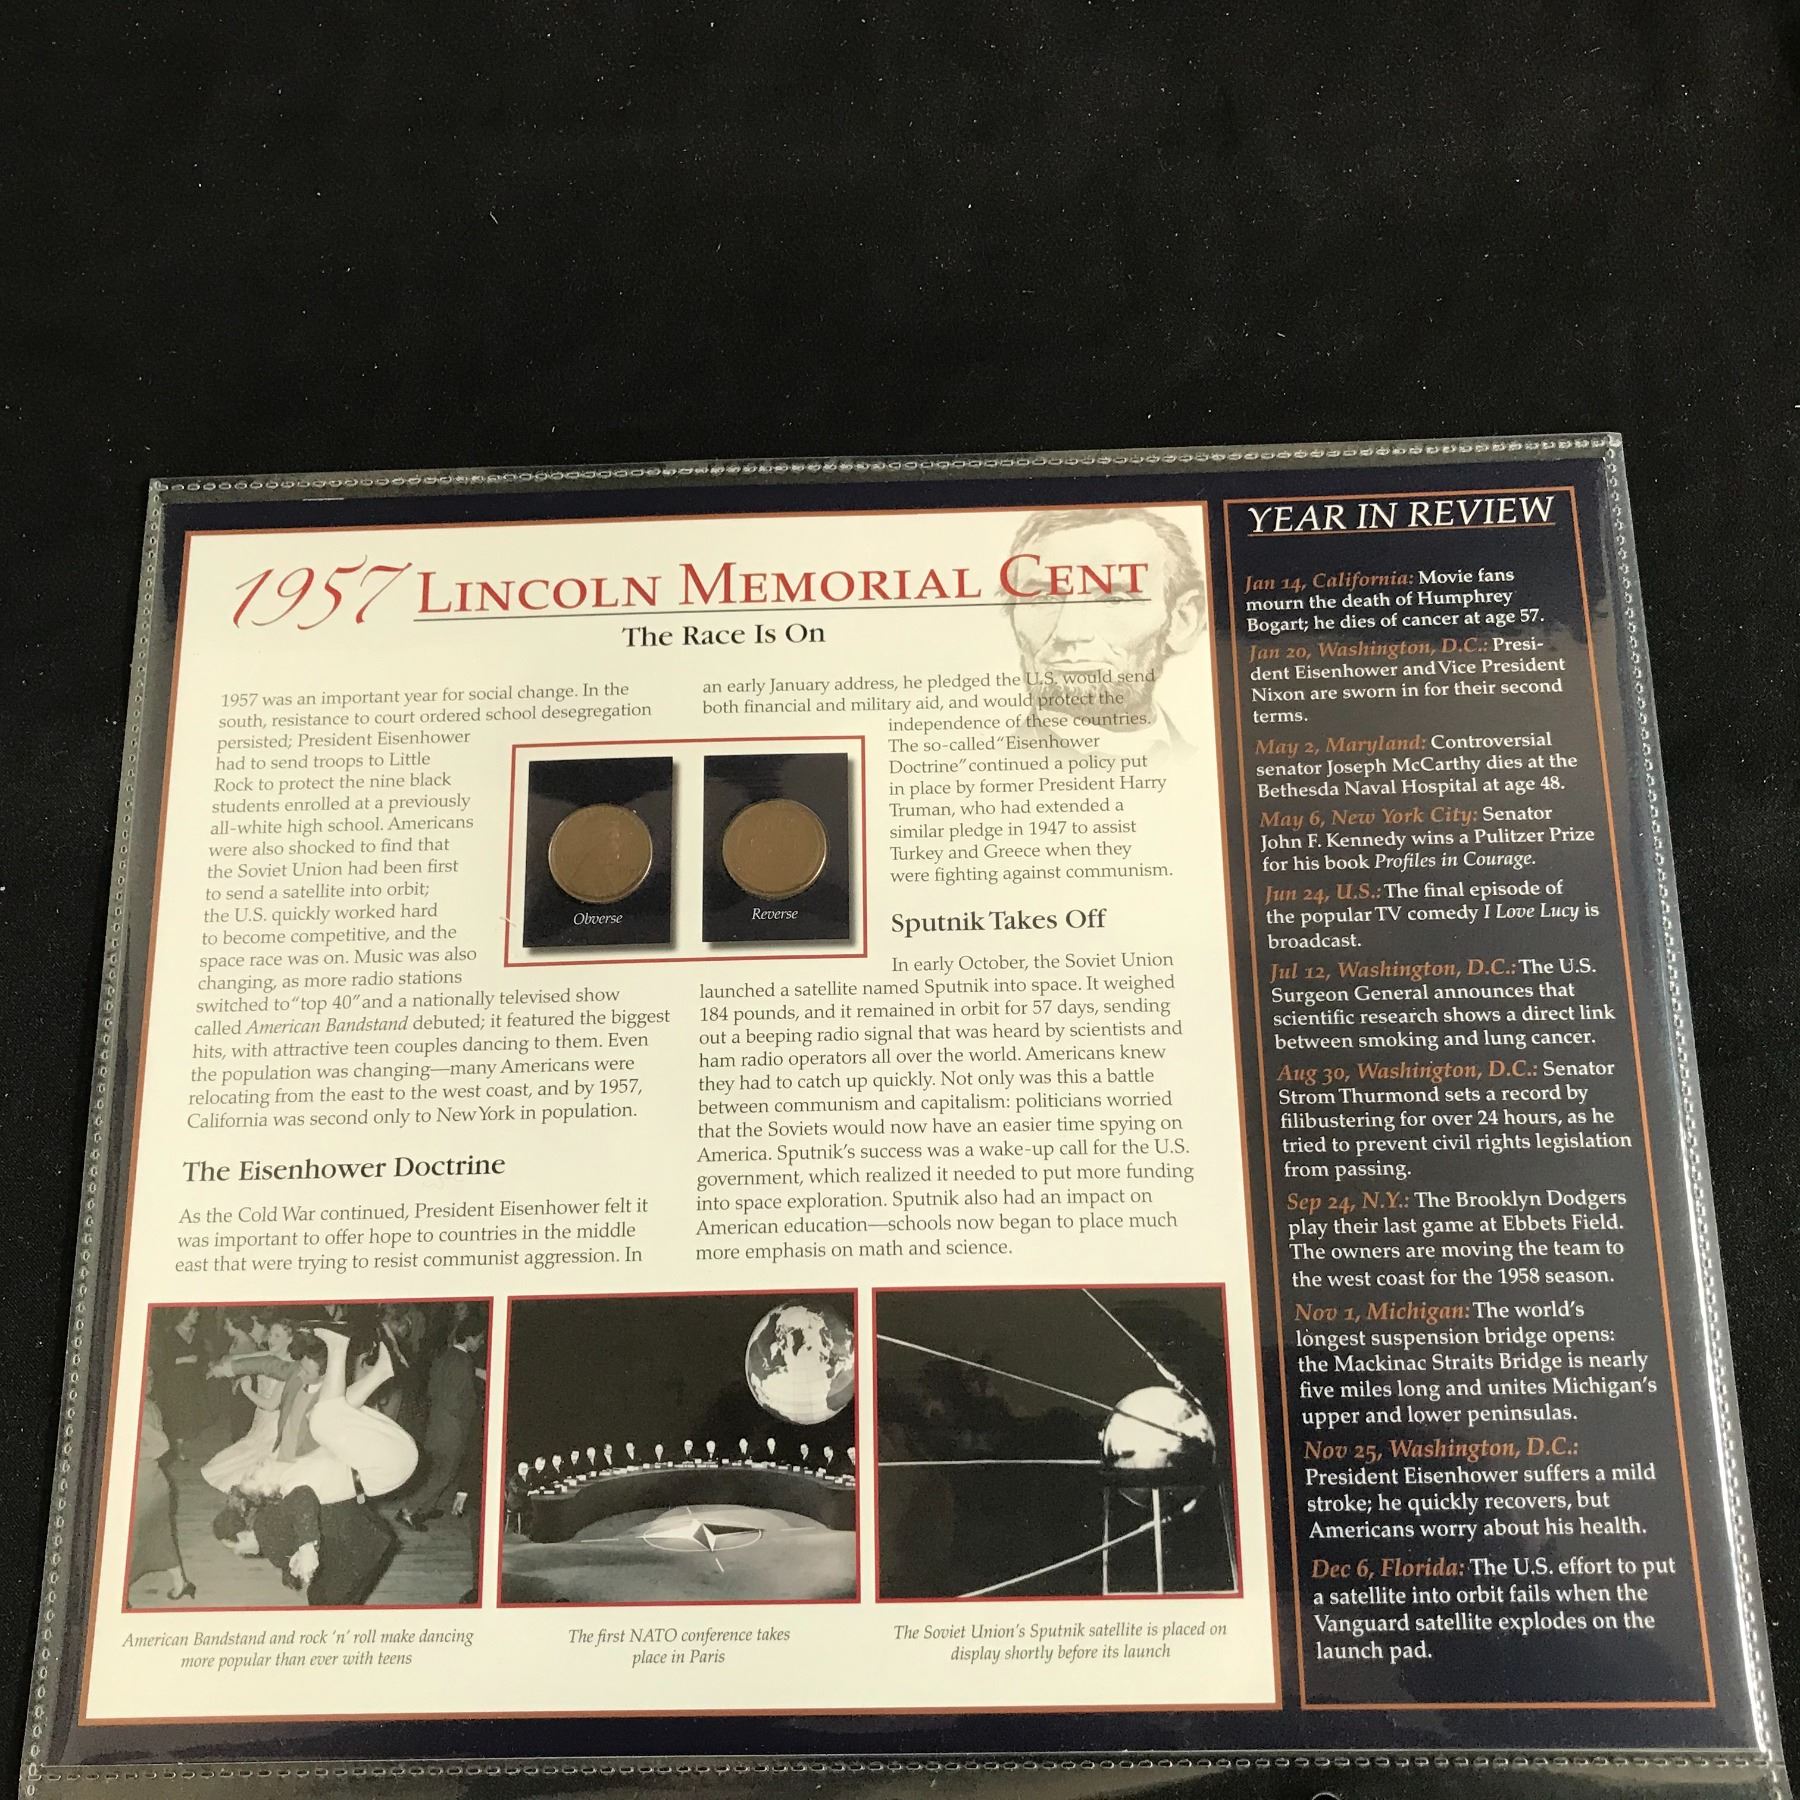 1957 LINCOLN MEMORIAL CENT
The Race Is On
1957 was an important year for social change. In the
south, resistance to court ordered school desegregation
persisted; President Eisenhower
had to send troops to Little
Rock to protect the nine black
students enrolled at a previously
all-white high school. Americans
were also shocked to find that
the Soviet Union had been first
to send a satellite into orbit;
the U.S. quickly worked hard
to become competitive, and the
space race was on. Music was also
changing, as more radio stations
switched to "top 40" and a nationally televised show
called American Bandstand debuted; it featured the biggest
hits, with attractive teen couples dancing to them. Even
the population was changing—many Americans were
relocating from the east to the west coast, and by 1957,
California was second only to New York in population.
The Eisenhower Doctrine
As the Cold War continued, President Eisenhower felt it
was important to offer hope to countries in the middle
east that were trying to resist communist aggression. In
an early January address, he pledged the U.S. would send
both financial and military aid, and would protect the
independence of these countries.
The so-called "Eisenhower
Doctrine" continued a policy put
in place by former President Harry
Truman, who had extended a
similar pledge in 1947 to assist
Turkey and Greece when they
were fighting against communism.
Obverse
Reverse
Sputnik Takes Off
In early October, the Soviet Union
launched a satellite named Sputnik into space. It weighed
184 pounds, and it remained in orbit for 57 days, sending
out a beeping radio signal that was heard by scientists and
ham radio operators all over the world. Americans knew
they had to catch up quickly. Not only was this a battle
between communism and capitalism: politicians worried
that the Soviets would now have an easier time spying on
America. Sputnik's success was a wake-up call for the U.S.
government, which realized it needed to put more funding
into space exploration. Sputnik also had an impact on
American education—schools now began to place much
more emphasis on math and science.
American Bandstand and rock 'n' roll make dancing
more popular than ever with teens
The first NATO conference takes
place in Paris
The Soviet Union's Sputnik satellite is placed on
display shortly before its launch
YEAR IN REVIEW
Jan 14, California: Movie fans
mourn the death of Humphrey
Bogart; he dies of cancer at age 57.
Jan 20, Washington, D.C.: Presi-
dent Eisenhower and Vice President
Nixon are sworn in for their second
terms.
May 2, Maryland: Controversial
senator Joseph McCarthy dies at the
Bethesda Naval Hospital at age 48.
May 6, New York City: Senator
John F. Kennedy wins a Pulitzer Prize
for his book Profiles in Courage.
Jun 24, U.S.: The final episode of
the popular TV comedy I Love Lucy is
broadcast.
Jul 12, Washington, D.C.: The U.S.
Surgeon General announces that
scientific research shows a direct link
between smoking and lung cancer.
Aug 30, Washington, D.C.: Senator
Strom Thurmond sets a record by
filibustering for over 24 hours, as he
tried to prevent civil rights legislation
from passing.
Sep 24, N.Y.: The Brooklyn Dodgers
play their last game at Ebbets Field.
The owners are moving the team to
the west coast for the 1958 season.
Nov 1, Michigan: The world's
longest suspension bridge opens:
the Mackinac Straits Bridge is nearly
five miles long and unites Michigan's
upper and lower peninsulas.
Nov 25, Washington, D.C.:
President Eisenhower suffers a mild
stroke; he quickly recovers, but
Americans worry about his health.
Dec 6, Florida: The U.S. effort to put
a satellite into orbit fails when the
Vanguard satellite explodes on the
launch pad.